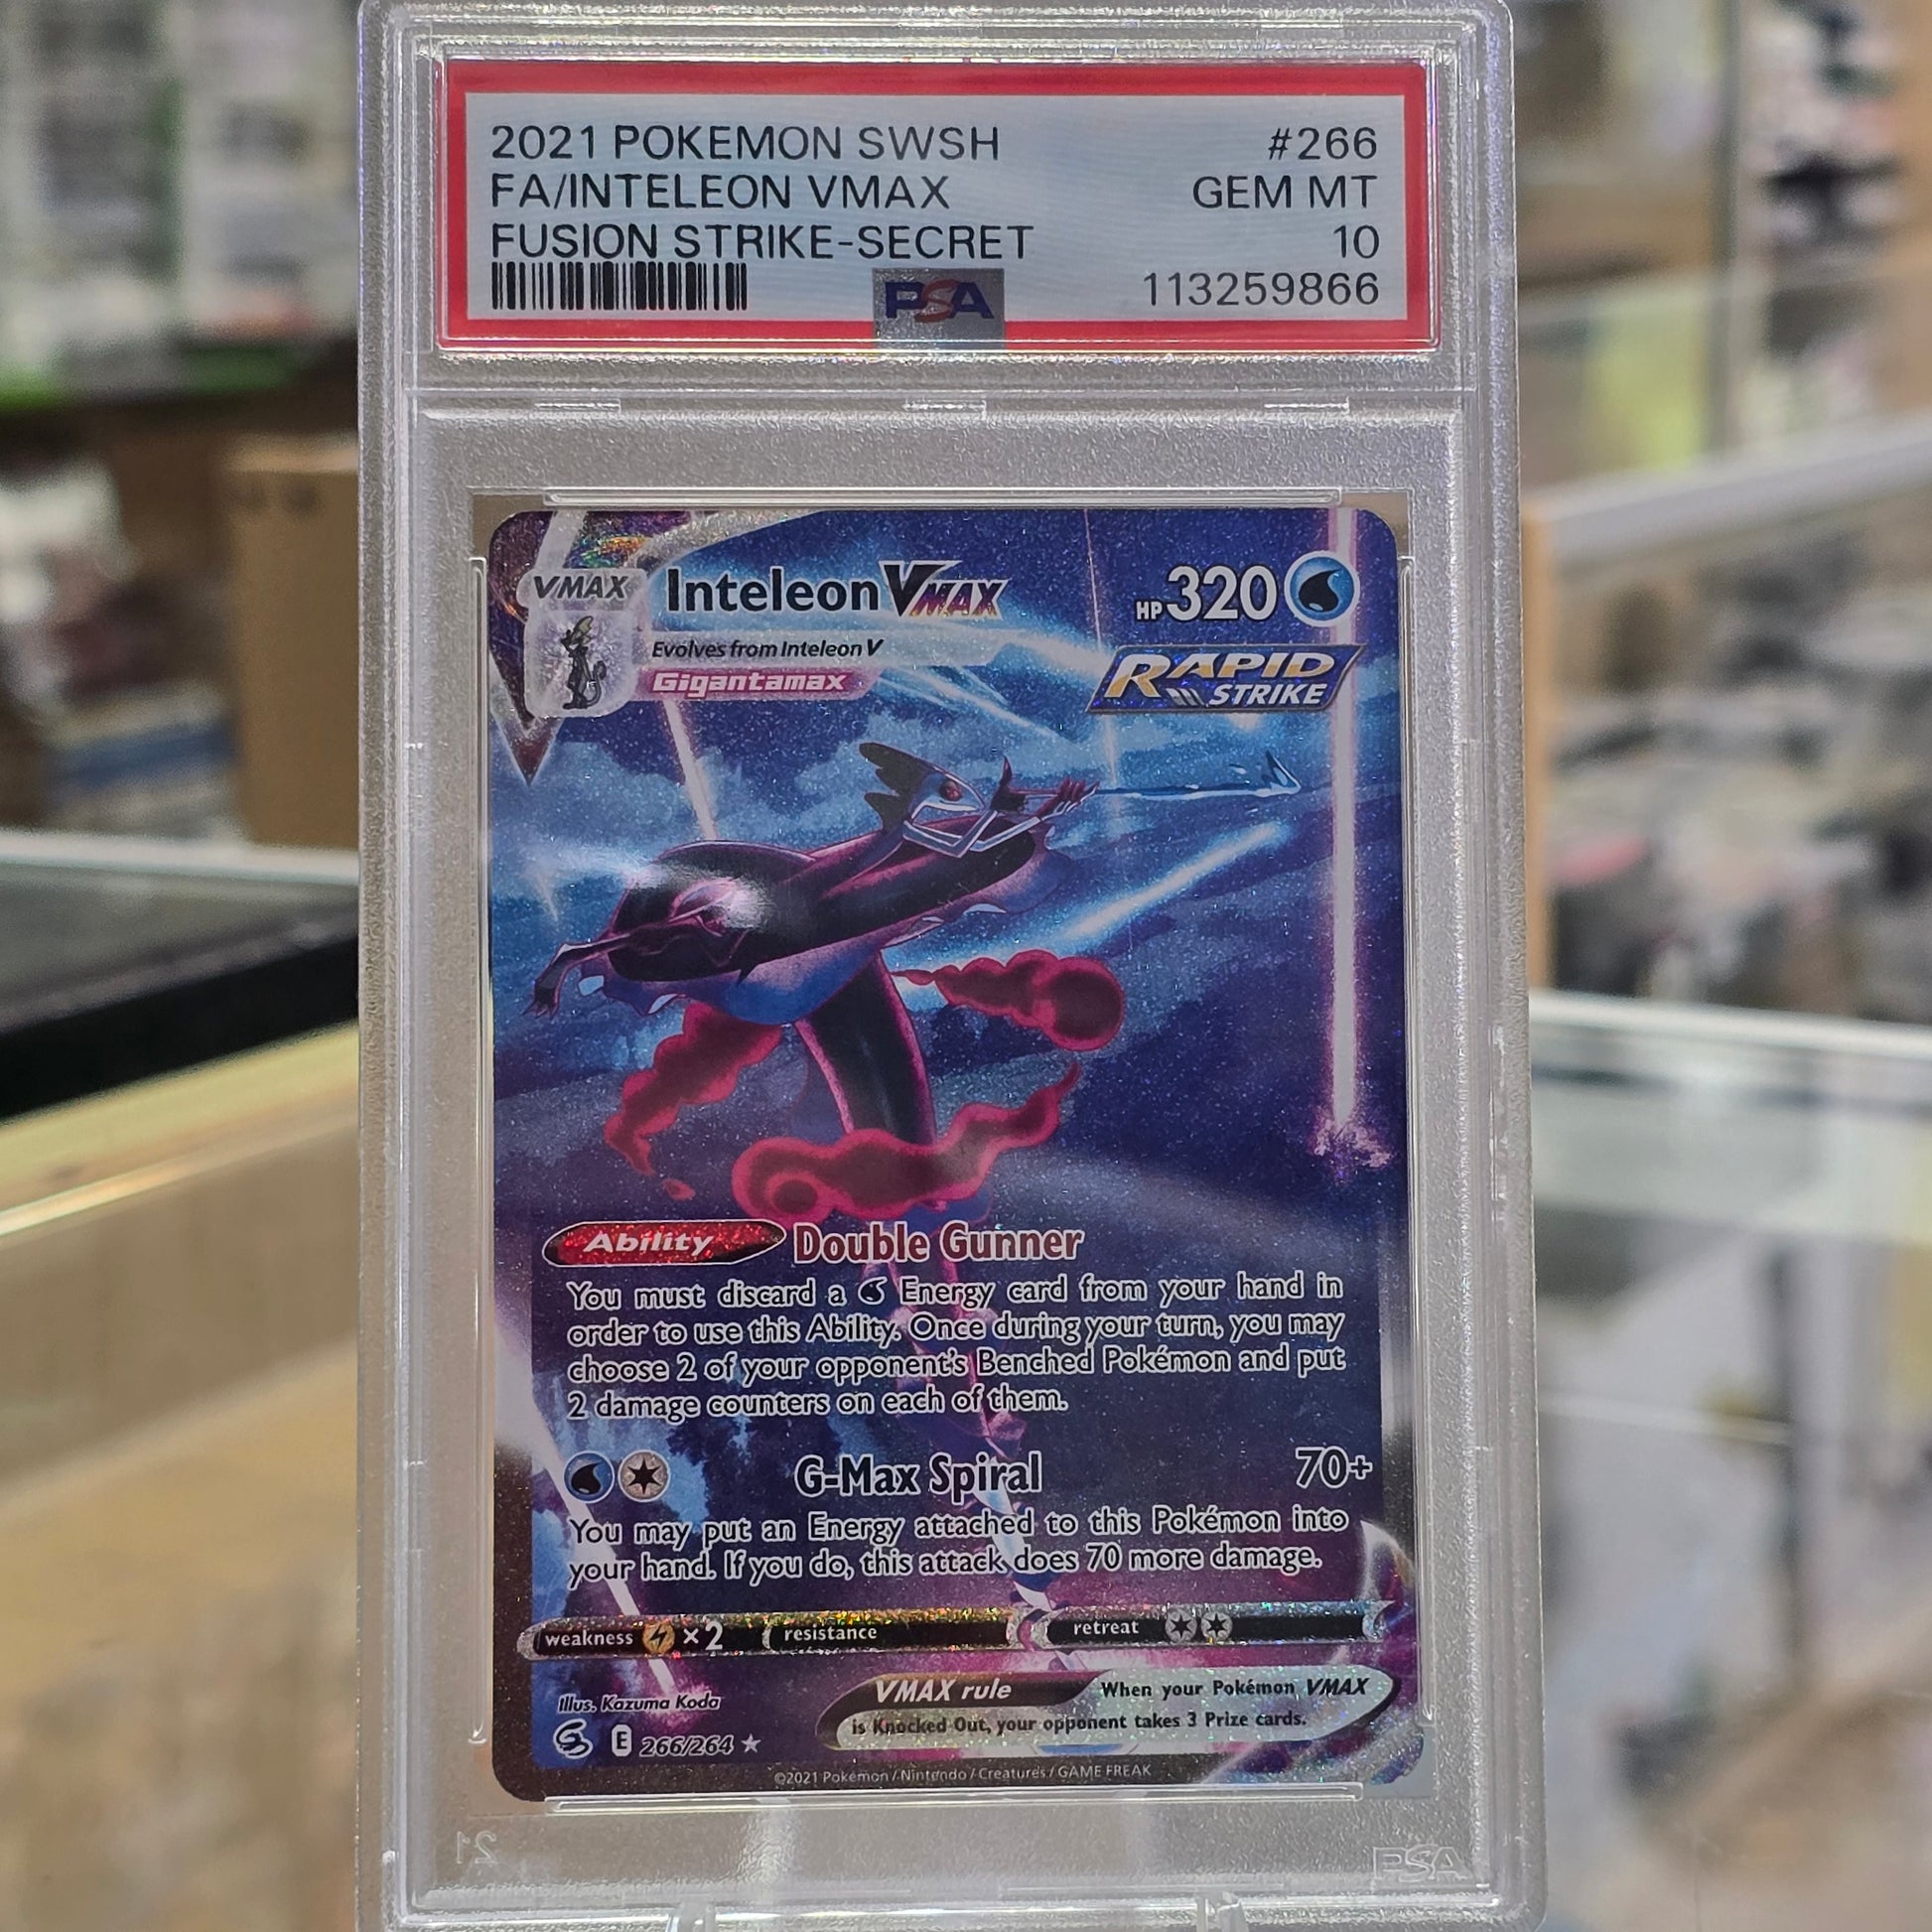 2021 POKEMON SWSH #266
FA/INTELEON VMAX GEM MT
FUSION STRIKE-SECRET 10
PSA 113259866
VMAX Inteleon VMAX HP 320
Evolves from Inteleon V
Gigantamax
RAPID
STRIKE
Ability Double Gunner
You must discard a Energy card from your hand in
order to use this Ability. Once during your turn, you may
choose 2 of your opponent's Benched Pokémon and put
2 damage counters on each of them.
G-Max Spiral 70+
You may put an Energy attached to this Pokémon into
your hand. If you do, this attack does 70 more damage.
weakness ×2 resistance retreat
Illus. Kazuma Koda
VMAX rule When your Pokémon VMAX
is Knocked Out, your opponent takes 3 Prize cards.
E 266/264 ★
©2021 Pokémon / Nintendo / Creatures / GAME FREAK
21 PSA